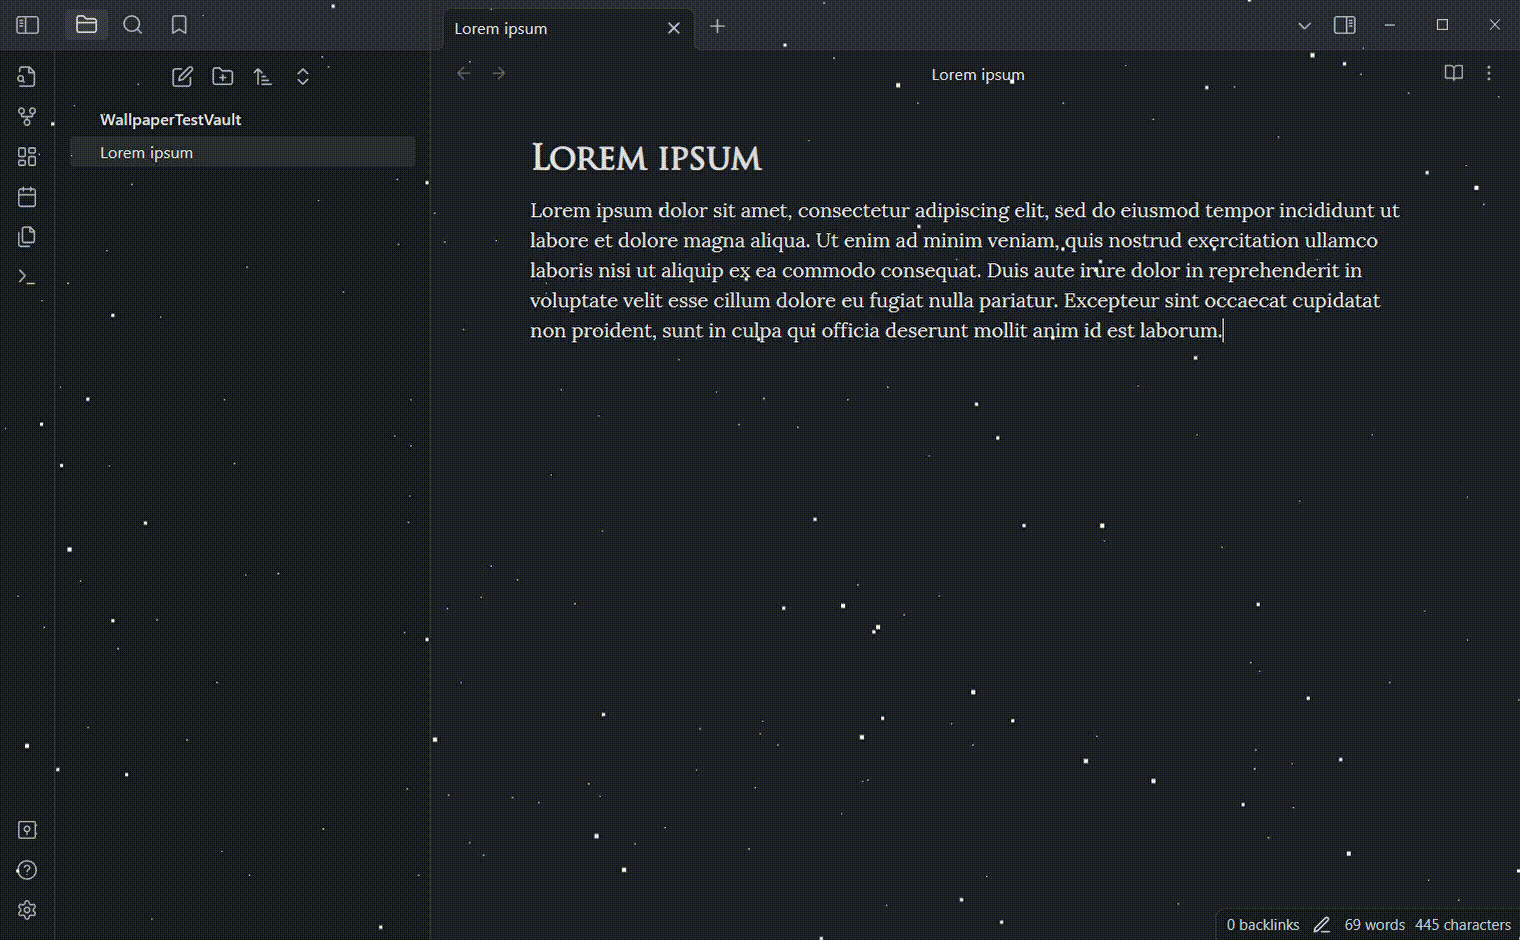 Lorem ipsum
Lorem ipsum
WallpaperTestVault
Lorem ipsum
Lorem ipsum
Lorem ipsum dolor sit amet, consectetur adipiscing elit, sed do eiusmod tempor incididunt ut
labore et dolore magna aliqua. Ut enim ad minim veniam, quis nostrud exercitation ullamco
laboris nisi ut aliquip ex ea commodo consequat. Duis aute irure dolor in reprehenderit in
voluptate velit esse cillum dolore eu fugiat nulla pariatur. Excepteur sint occaecat cupidatat
non proident, sunt in culpa qui officia deserunt mollit anim id est laborum.
0 backlinks 69 words 445 characters